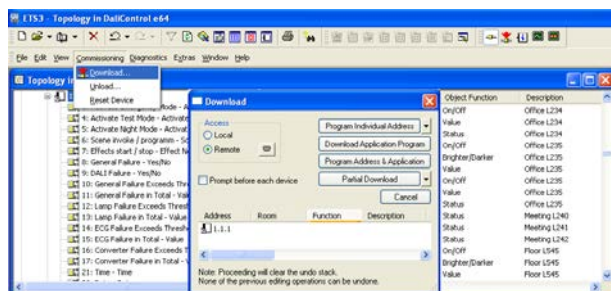 ETS3 - Topology in DaliControl e64
File Edit View Commissioning Diagnostics Extras Window Help
Download...
Unload...
Reset Device
Topology in
Mode - A
4: Activate Test Mode - Activate
5: Activate Night Mode - Activat
6: Scene invoke / programm - Sc
7: Effects start / stop - Effect N
8: General Failure - Yes/No
9: DALI Failure - Yes/No
10: General Failure Exceeds Thre
11: General Failure in Total - Val
12: Lamp Failure Exceeds Thresh
13: Lamp Failure in Total - Value
14: ECG Failure Exceeds Thresh
15: ECG Failure in Total - Value
16: Converter Failure Exceeds T
17: Converter Failure in Total - V
21: Time - Time
Download
Access
Local
Remote
Prompt before each device
Program Individual Address
Download Application Program
Program Address & Application
Partial Download
Cancel
Address Room Function Description
1.1.1
Note: Proceeding will clear the undo stack.
None of the previous editing operations can be undone.
Object Function Description
On/Off Office L234
Value Office L234
Status Office L234
On/Off Office L235
Brighter/Darker Office L235
Value Office L235
Status Office L235
Status Meeting L240
Status Meeting L241
Status Meeting L242
On/Off Floor L545
Brighter/Darker Floor L545
Value Floor L545